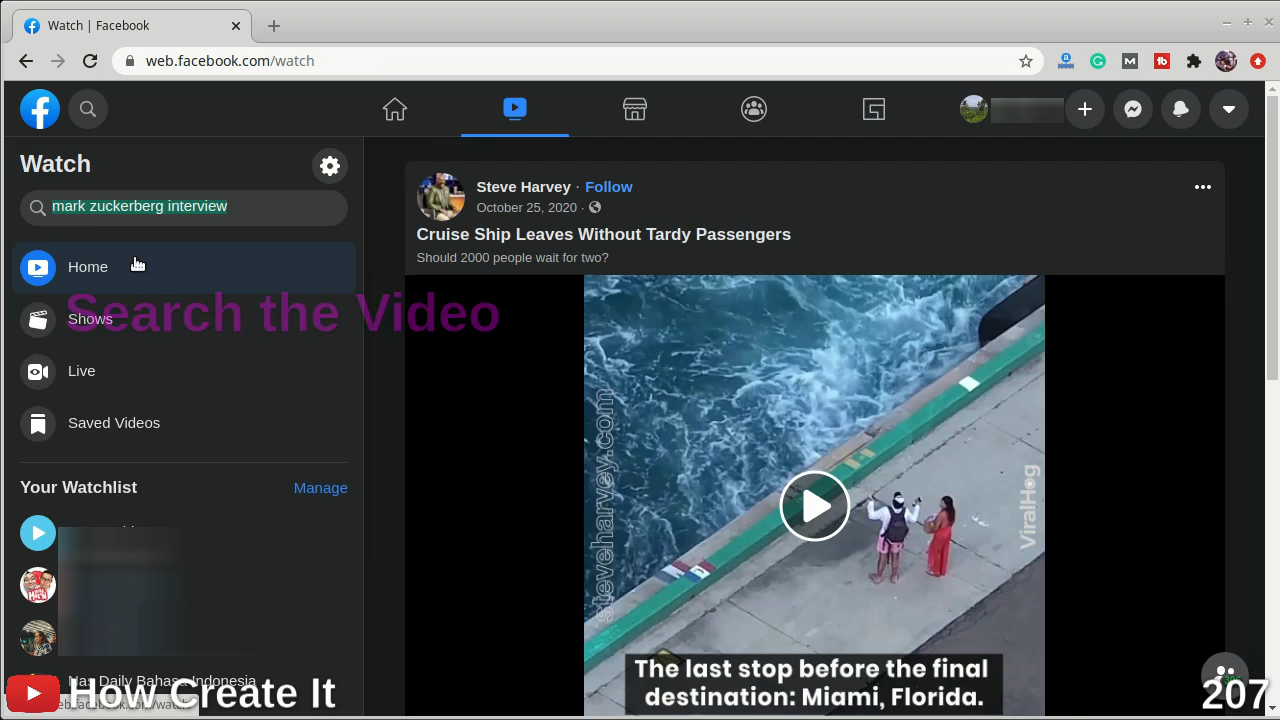 Watch | Facebook
web.facebook.com/watch
Watch
mark zuckerberg interview
Home
Shows
Live
Saved Videos
Search the Video
Your Watchlist
Manage
Mas Daily Bahasa Indonesia
How Create It
Steve Harvey · Follow
October 25, 2020 ·
Cruise Ship Leaves Without Tardy Passengers
Should 2000 people wait for two?
steveharvey.com
ViralHog
The last stop before the final
destination: Miami, Florida.
207